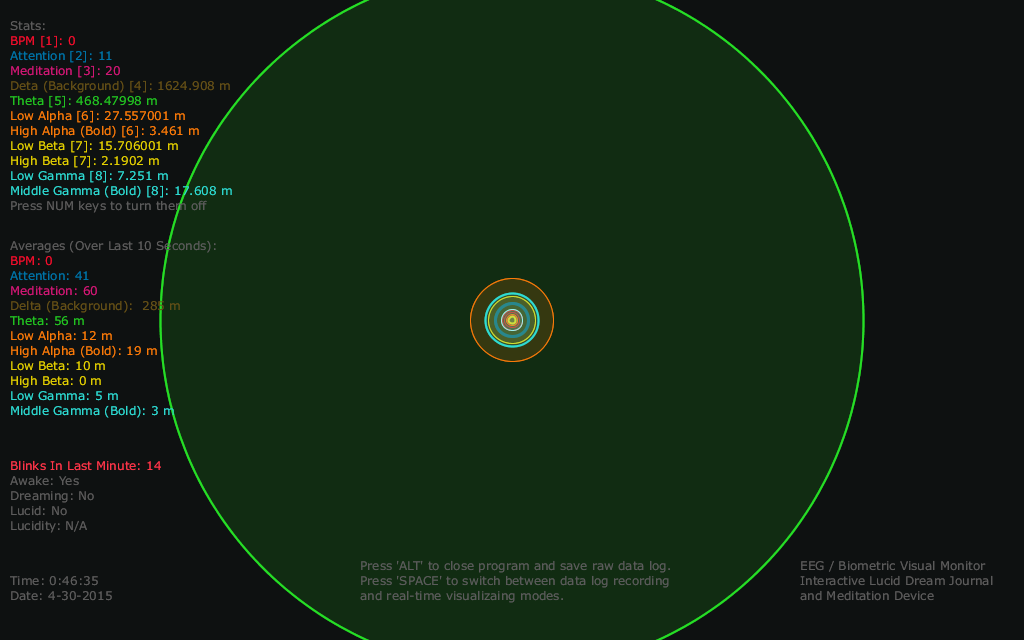 Stats:
BPM [1]: 0
Attention [2]: 11
Meditation [3]: 20
Deta (Background) [4]: 1624.908 m
Theta [5]: 468.47998 m
Low Alpha [6]: 27.557001 m
High Alpha (Bold) [6]: 3.461 m
Low Beta [7]: 15.706001 m
High Beta [7]: 2.1902 m
Low Gamma [8]: 7.251 m
Middle Gamma (Bold) [8]: 17.608 m
Press NUM keys to turn them off
Averages (Over Last 10 Seconds):
BPM: 0
Attention: 41
Meditation: 60
Delta (Background): m
Theta: 56 m
Low Alpha: 12 m
High Alpha (Bold): 19 m
Low Beta: 10 m
High Beta: 0 m
Low Gamma: 5 m
Middle Gamma (Bold): 3 m
Blinks In Last Minute: 14
Awake: Yes
Dreaming: No
Lucid: No
Lucidity: N/A
Time: 0:46:35
Date: 4-30-2015
Press 'ALT' to close program and save raw data log.
Press 'SPACE' to switch between data log recording
and real-time visualizaing modes.
EEG / Biometric Visual Monitor
Interactive Lucid Dream Journal
and Meditation Device